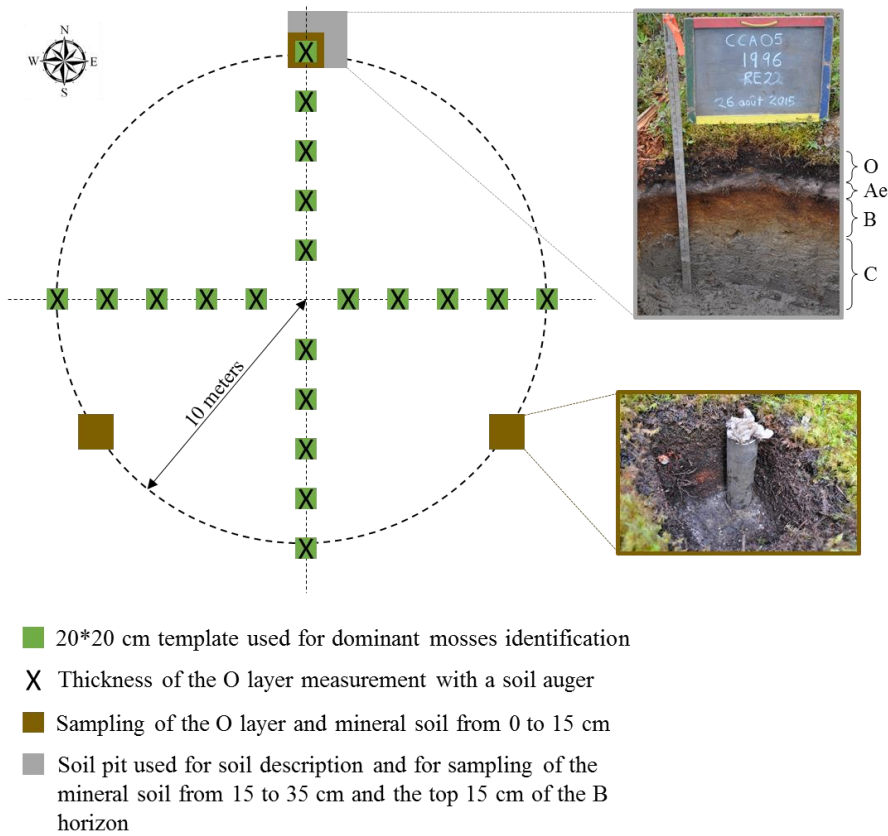 N
W E
S
CCA05
1996
RE22
26 août 2015
O
Ae
B
C
10 meters
X Thickness of the O layer measurement with a soil auger
20*20 cm template used for dominant mosses identification
Sampling of the O layer and mineral soil from 0 to 15 cm
Soil pit used for soil description and for sampling of the
mineral soil from 15 to 35 cm and the top 15 cm of the B
horizon